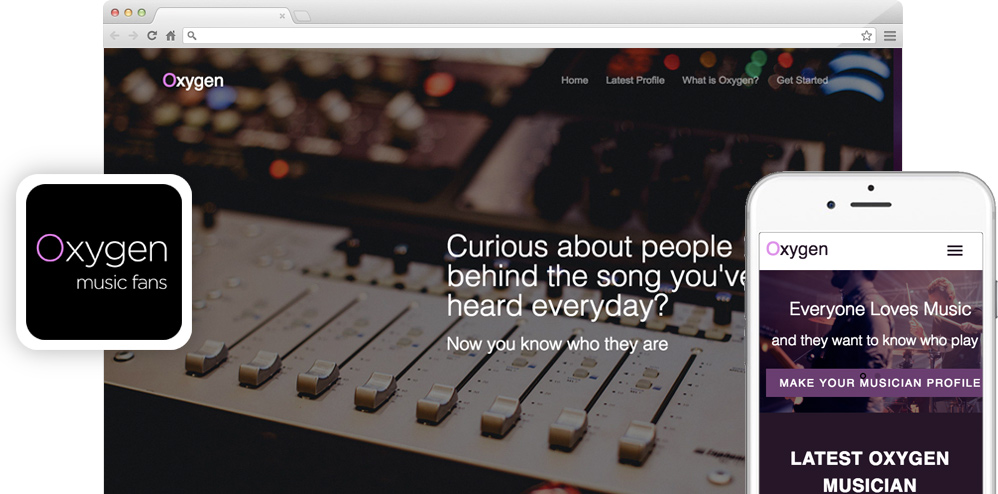 Oxygen
Home Latest Profile What is Oxygen? Get Started
Oxygen
music fans
Curious about people
behind the song you've
heard everyday?
Now you know who they are
Oxygen
Everyone Loves Music
and they want to know who play
MAKE YOUR MUSICIAN PROFILE
LATEST OXYGEN
MUSICIAN